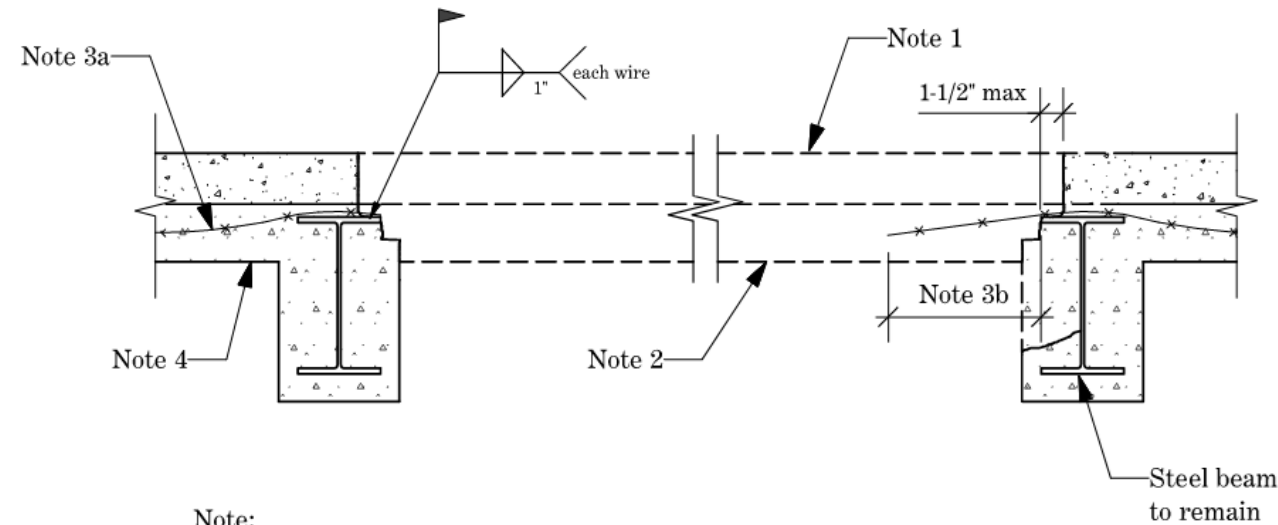 Note 3a
Note 1
each wire
1"
1-1/2" max
Note 3b
Note 4
Note 2
Steel beam
to remain
Note: